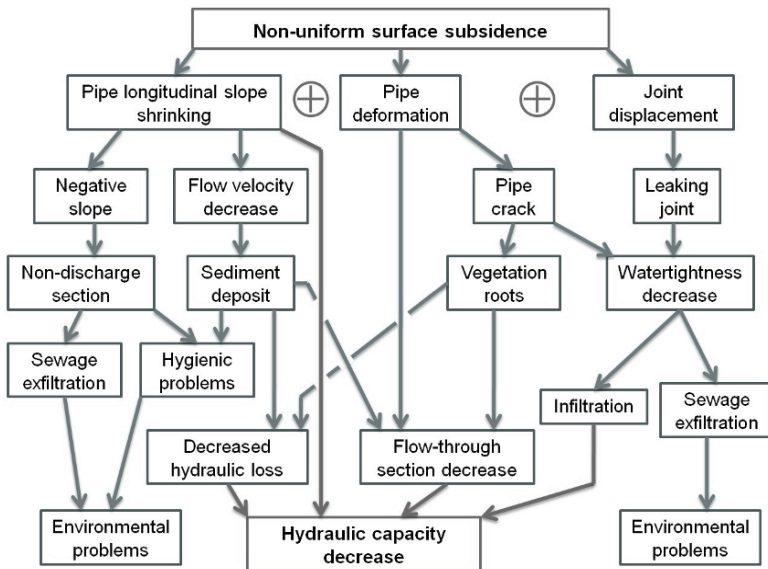 Non-uniform surface subsidence
Pipe longitudinal slope
shrinking
Pipe
deformation
Joint
displacement
Negative
slope
Flow velocity
decrease
Pipe
crack
Leaking
joint
Non-discharge
section
Sediment
deposit
Vegetation
roots
Watertightness
decrease
Sewage
exfiltration
Hygienic
problems
Infiltration
Sewage
exfiltration
Decreased
hydraulic loss
Flow-through
section decrease
Environmental
problems
Hydraulic capacity
decrease
Environmental
problems